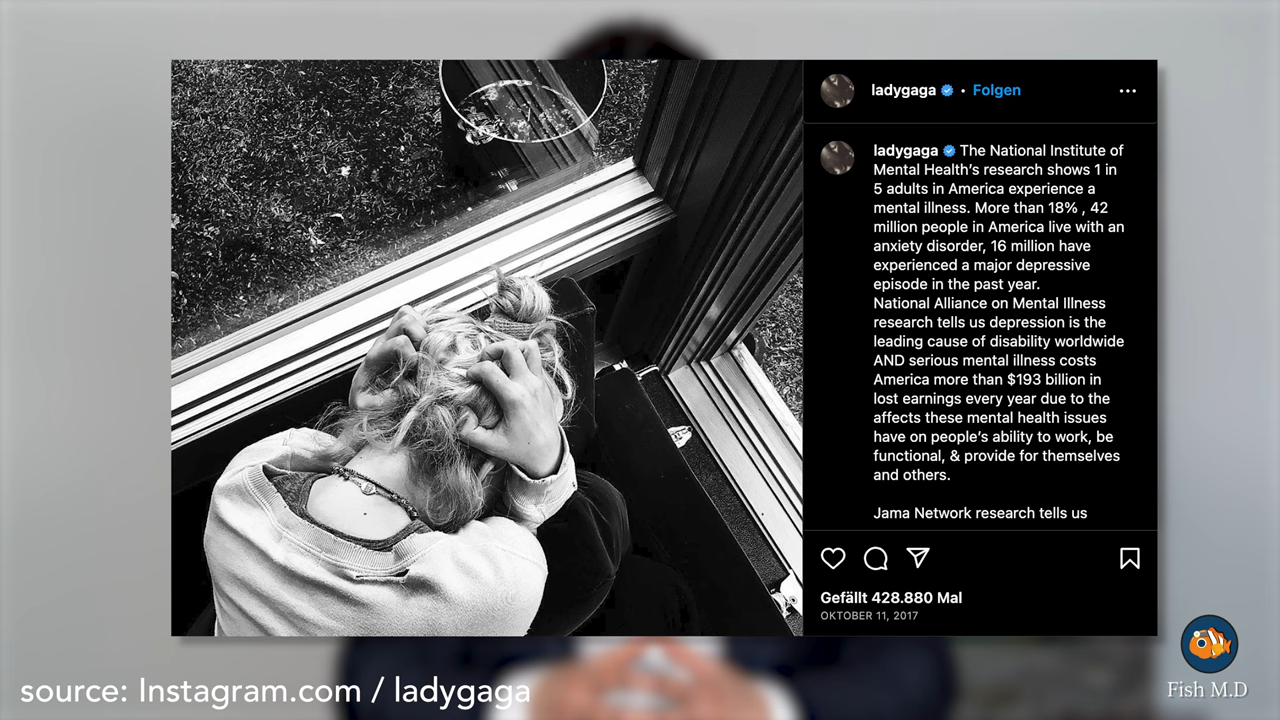 ladygaga • Folgen
ladygaga The National Institute of
Mental Health's research shows 1 in
5 adults in America experience a
mental illness. More than 18% , 42
million people in America live with an
anxiety disorder, 16 million have
experienced a major depressive
episode in the past year.
National Alliance on Mental Illness
research tells us depression is the
leading cause of disability worldwide
AND serious mental illness costs
America more than $193 billion in
lost earnings every year due to the
affects these mental health issues
have on people's ability to work, be
functional, & provide for themselves
and others.
Jama Network research tells us
Gefällt 428.880 Mal
OKTOBER 11, 2017
source: Instagram.com / ladygaga
Fish M.D